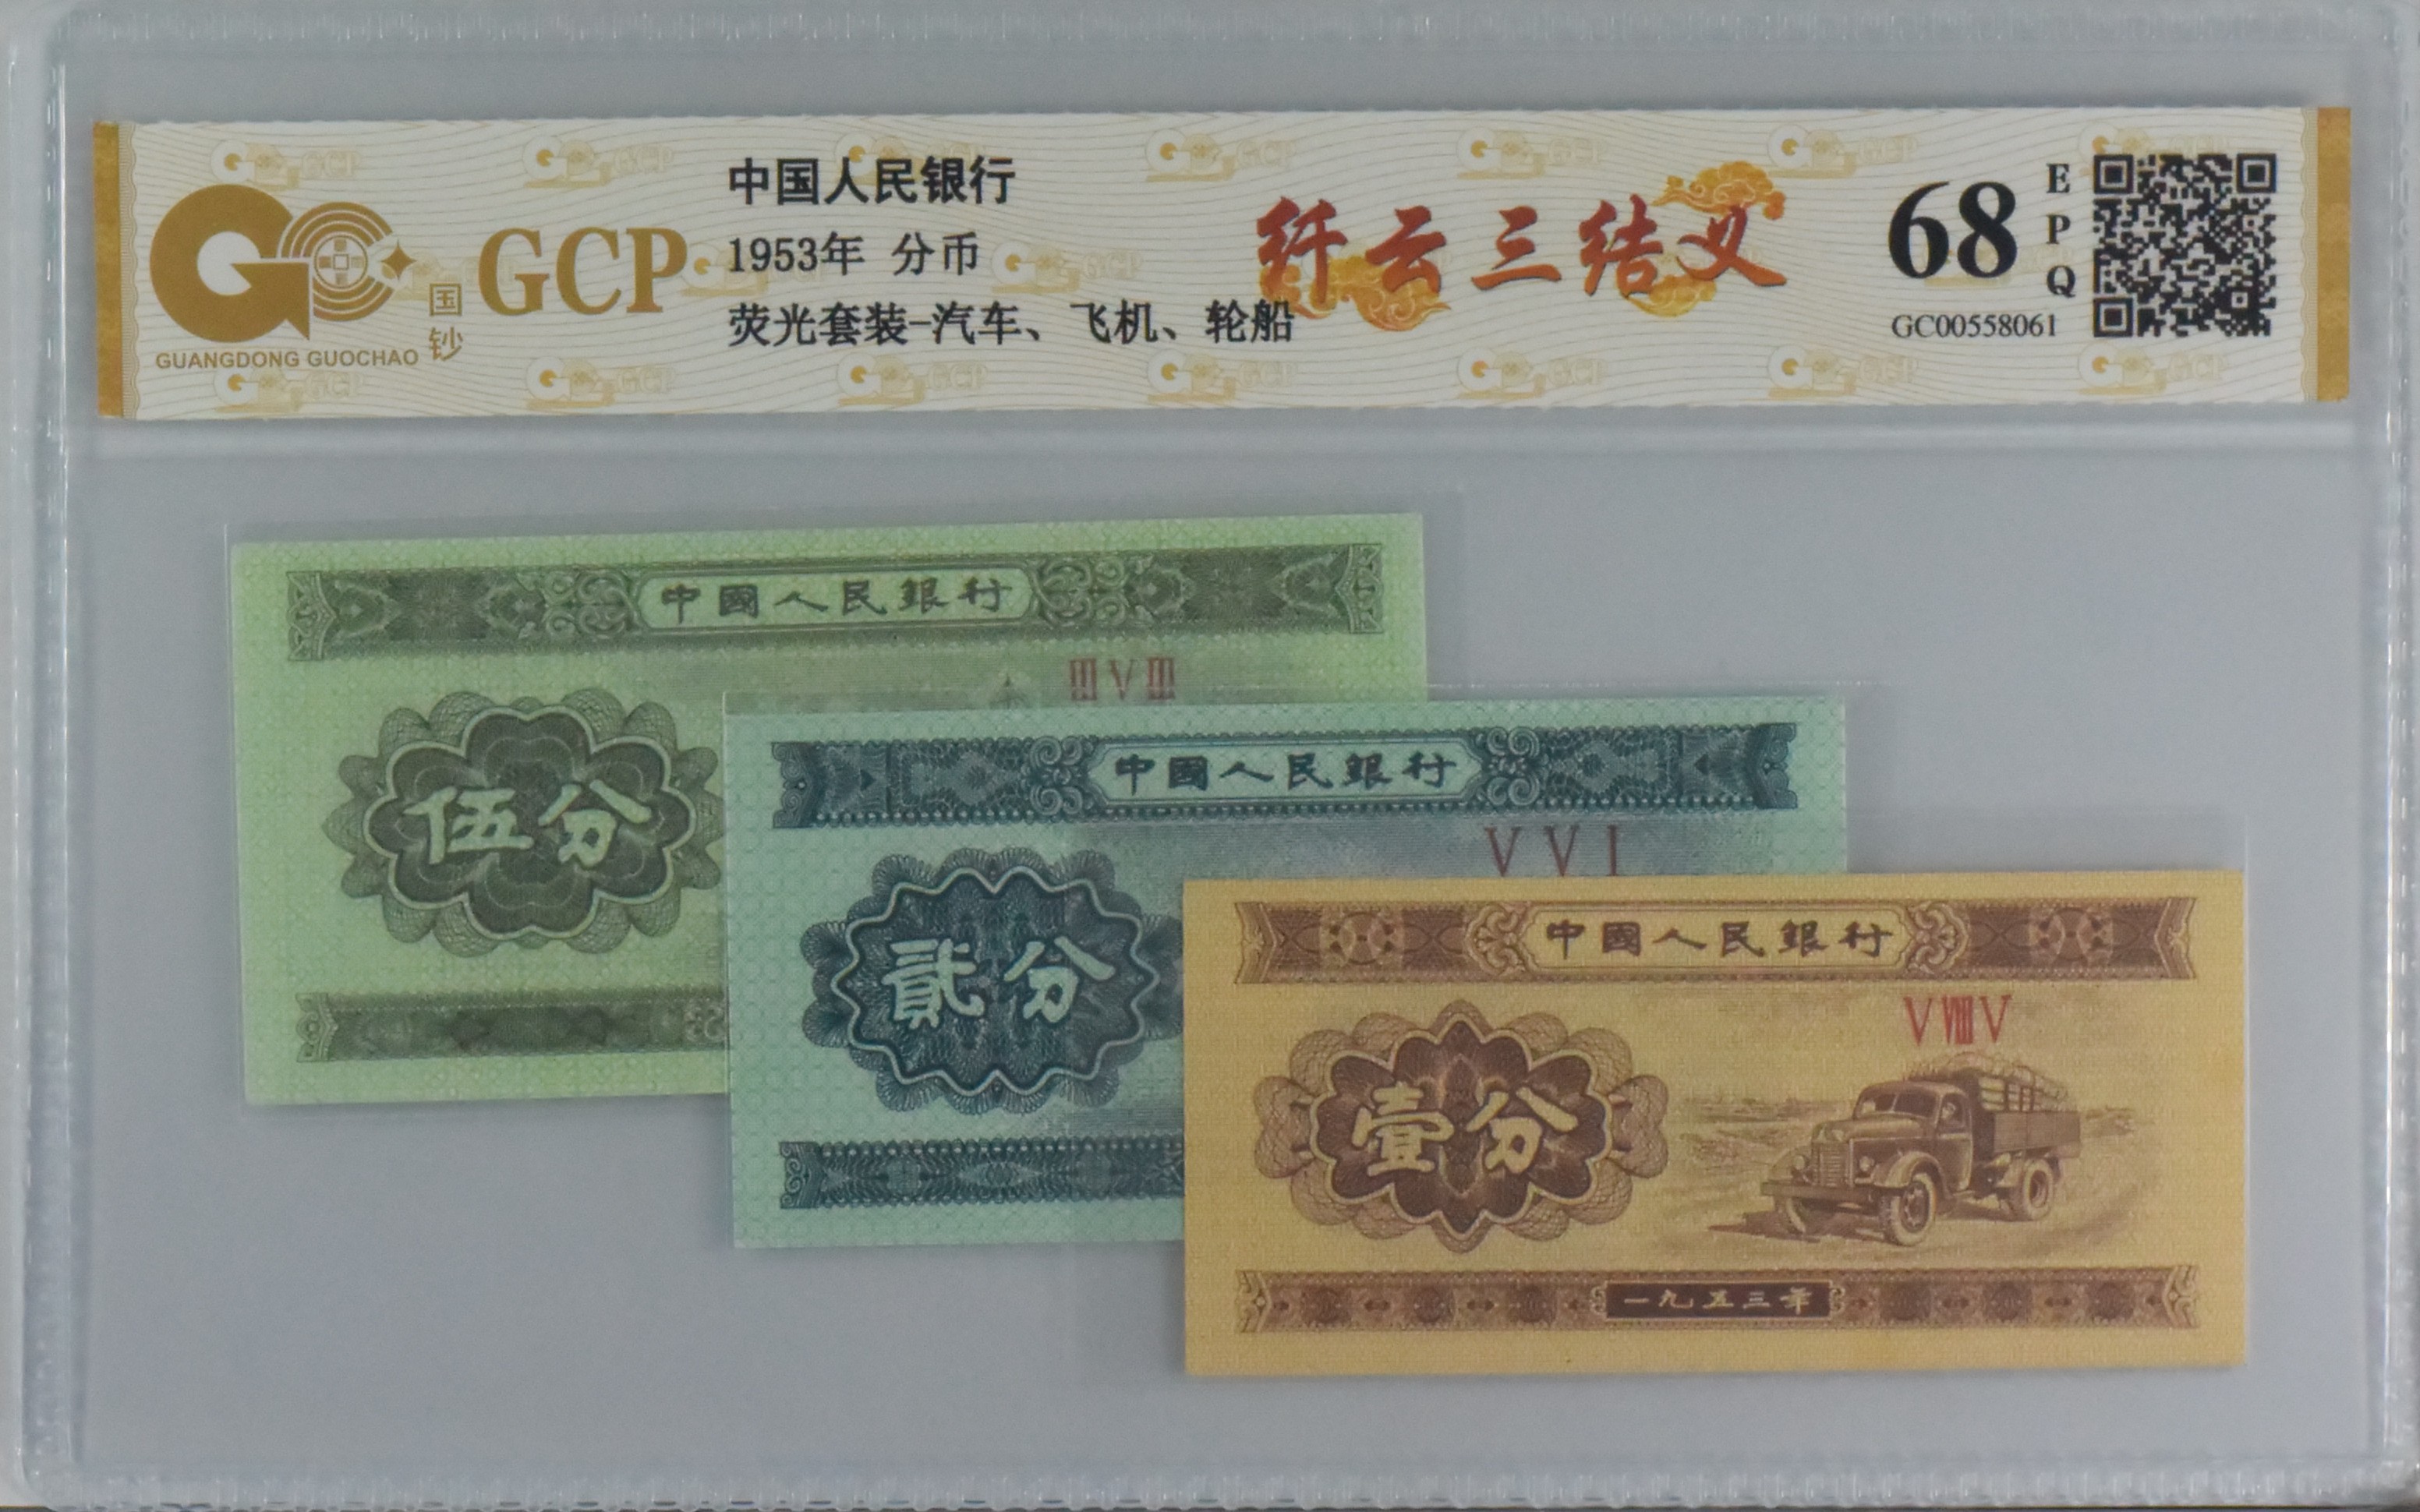 GUANGDONG GUOCHAO
国钞
GCP
中国人民银行
1953年 分币
荧光套装-汽车、飞机、轮船
纤云三结义
68
EPQ
GC00558061
中國人民銀行
III V III
伍分
中國人民銀行
V V I
貳分
中國人民銀行
V VIII V
壹分
一九五三年